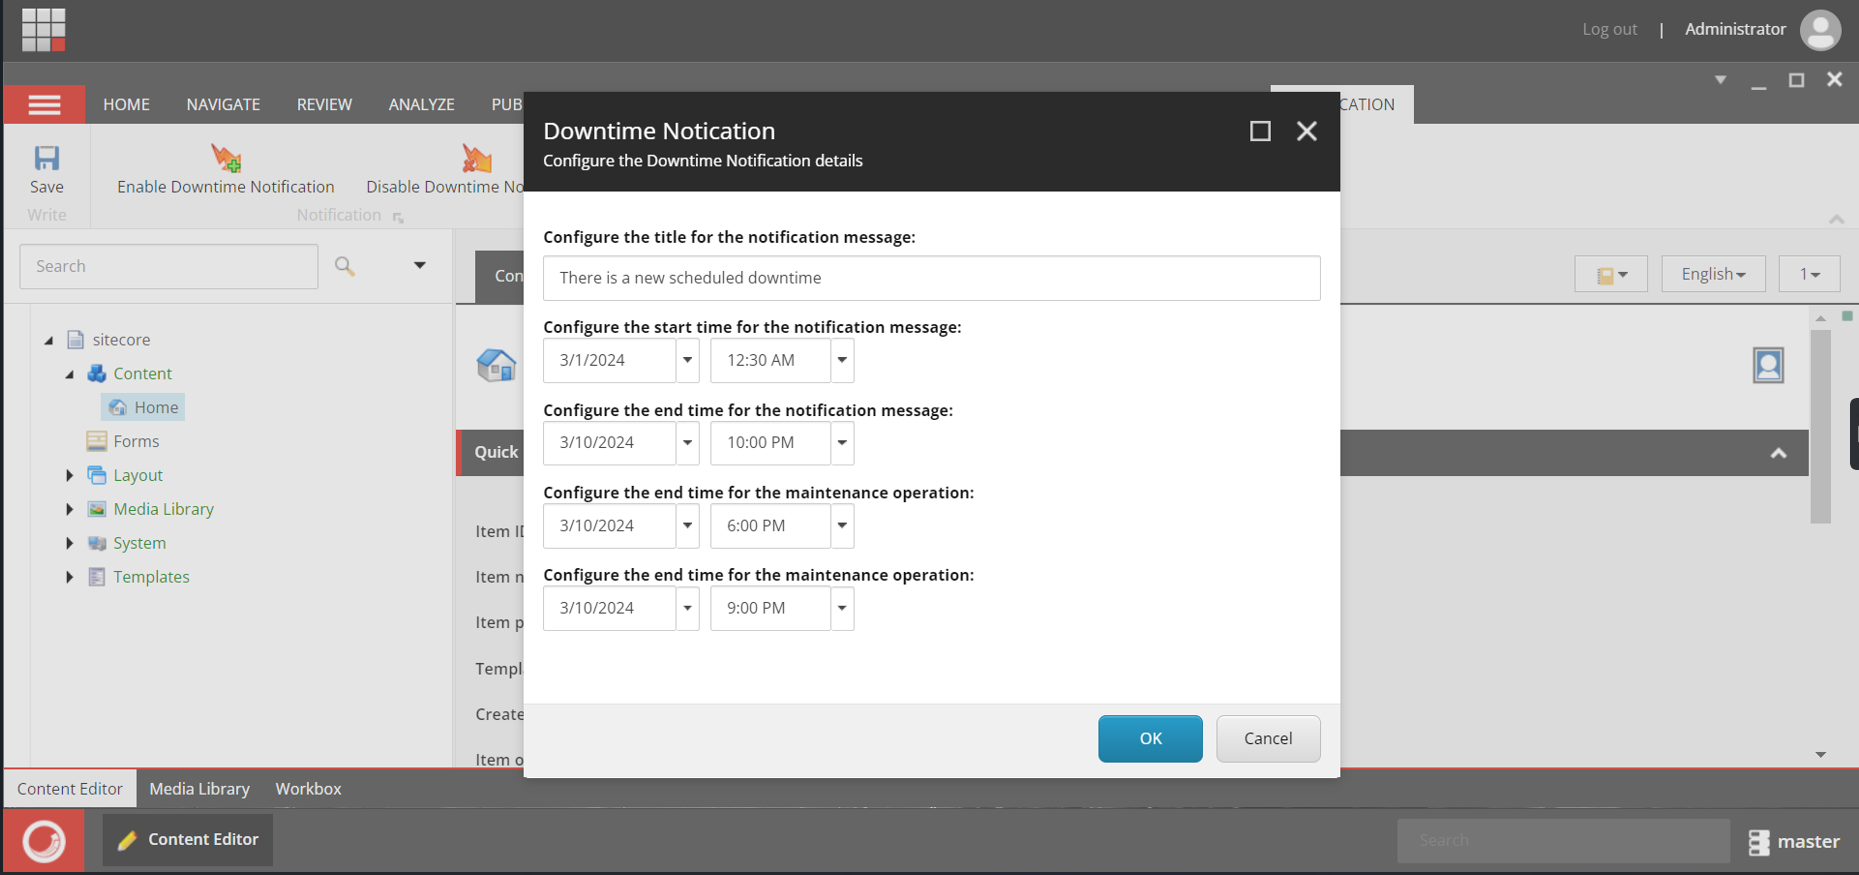 Log out | Administrator
HOME NAVIGATE REVIEW ANALYZE PUB CATION
Downtime Notication
Configure the Downtime Notification details
Save
Enable Downtime Notification
Disable Downtime No
Write
Notification
Search
Con
English
1
Configure the title for the notification message:
There is a new scheduled downtime
Configure the start time for the notification message:
3/1/2024 12:30 AM
Configure the end time for the notification message:
3/10/2024 10:00 PM
Configure the end time for the maintenance operation:
3/10/2024 6:00 PM
Configure the end time for the maintenance operation:
3/10/2024 9:00 PM
OK Cancel
sitecore
Content
Home
Forms
Layout
Media Library
System
Templates
Quick
Item ID
Item n
Item p
Templ
Create
Item o
Content Editor Media Library Workbox
Content Editor
Search
master